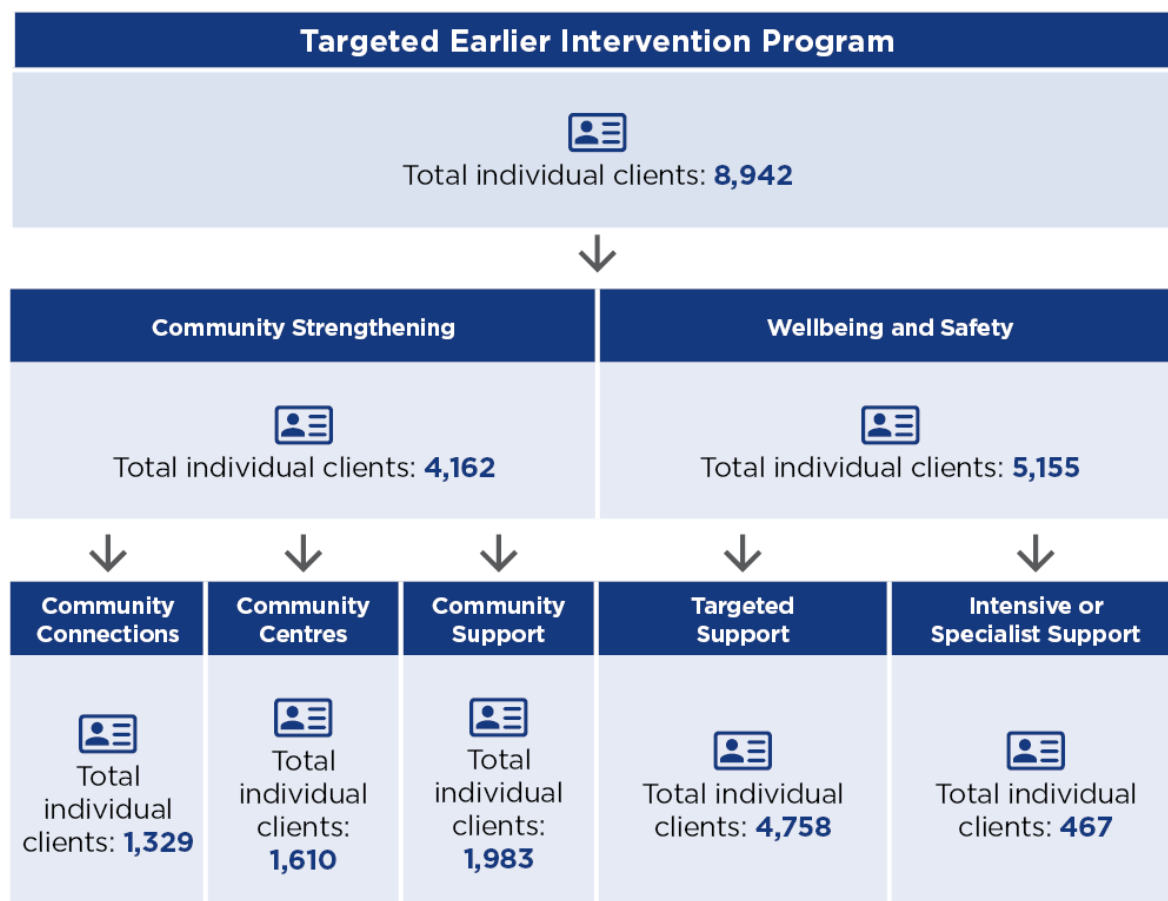 Targeted Earlier Intervention Program
Total individual clients: 8,942
Community Strengthening
Total individual clients: 4,162
Wellbeing and Safety
Total individual clients: 5,155
Community
Connections
Total
individual
clients: 1,329
Community
Centres
Total
individual
clients:
1,610
Community
Support
Total
individual
clients:
1,983
Targeted
Support
Total individual
clients: 4,758
Intensive or
Specialist Support
Total individual
clients: 467